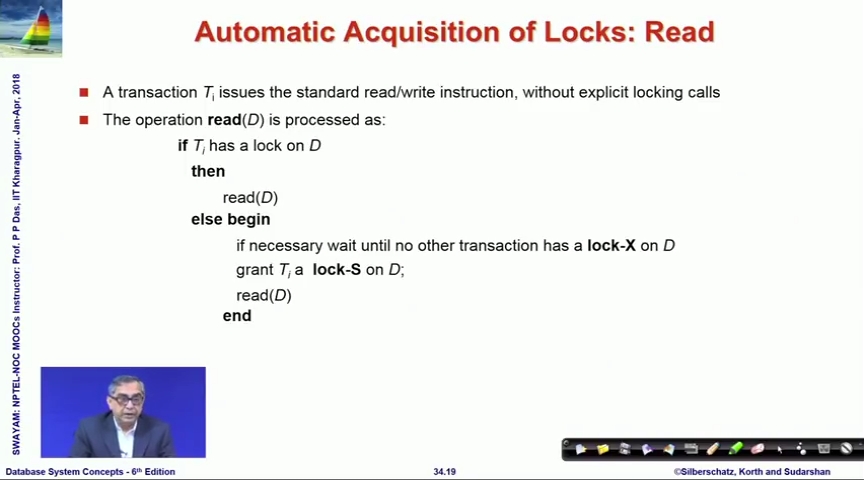 Automatic Acquisition of Locks: Read
A transaction Ti issues the standard read/write instruction, without explicit locking calls
The operation read(D) is processed as:
if Ti has a lock on D
then
read(D)
else begin
if necessary wait until no other transaction has a lock-X on D
grant Ti a lock-S on D;
read(D)
end
SWAYAM: NPTEL-NOC MOOCs Instructor: Prof. P P Das, IIT Kharagpur. Jan-Apr, 2018
Database System Concepts - 6th Edition
34.19
©Silberschatz, Korth and Sudarshan